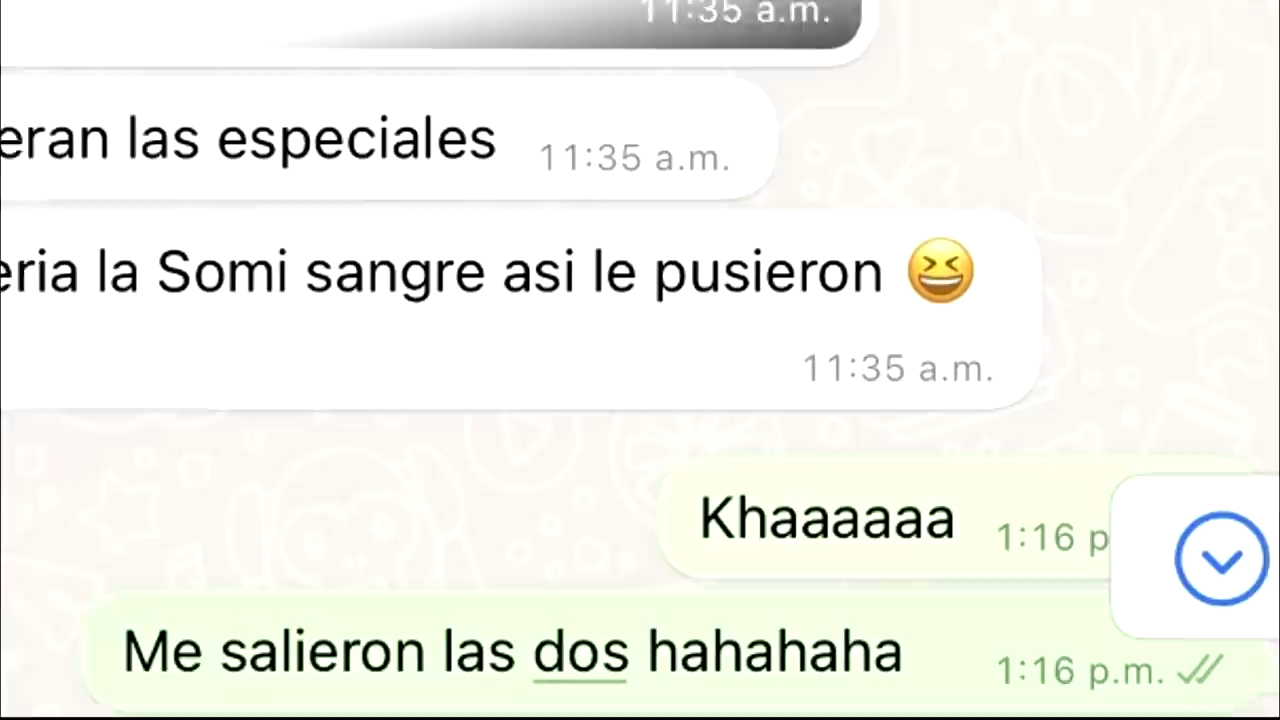 11:35 a.m.
eran las especiales 11:35 a.m.
eria la Somi sangre asi le pusieron 😆
11:35 a.m.
Khaaaaaa 1:16 p
Me salieron las dos hahahaha 1:16 p.m.